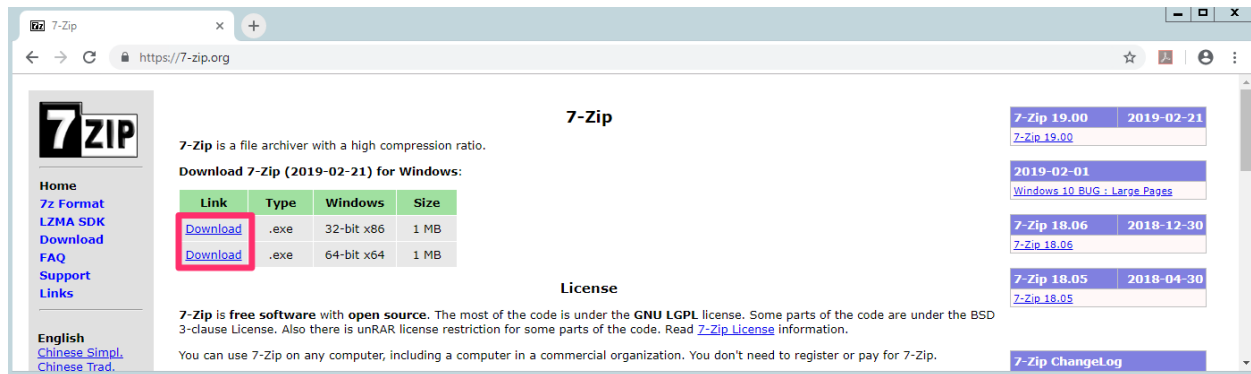 7z 7-Zip
https://7-zip.org
7 ZIP
Home
7z Format
LZMA SDK
Download
FAQ
Support
Links
English
Chinese Simpl.
Chinese Trad.
7-Zip
7-Zip is a file archiver with a high compression ratio.
Download 7-Zip (2019-02-21) for Windows:
Link Type Windows Size
Download .exe 32-bit x86 1 MB
Download .exe 64-bit x64 1 MB
License
7-Zip is free software with open source. The most of the code is under the GNU LGPL license. Some parts of the code are under the BSD
3-clause License. Also there is unRAR license restriction for some parts of the code. Read 7-Zip License information.
You can use 7-Zip on any computer, including a computer in a commercial organization. You don't need to register or pay for 7-Zip.
7-Zip 19.00 2019-02-21
7-Zip 19.00
2019-02-01
Windows 10 BUG : Large Pages
7-Zip 18.06 2018-12-30
7-Zip 18.06
7-Zip 18.05 2018-04-30
7-Zip 18.05
7-Zip ChangeLog